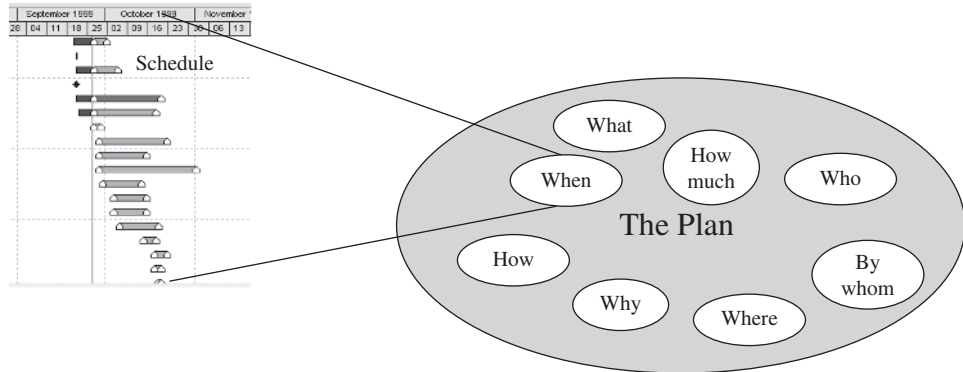 September 1999 October 1999 November
28 04 11 18 25 02 09 16 23 30 06 13
Schedule
What
How
much
When
Who
The Plan
How
By
whom
Why
Where